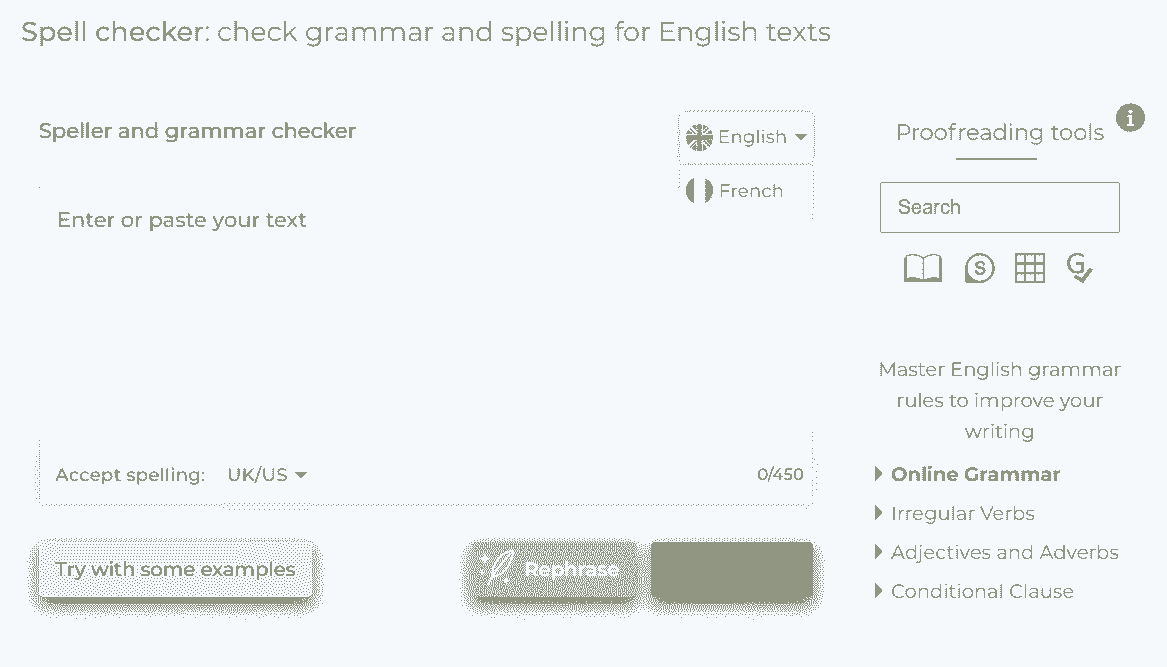 Spell checker: check grammar and spelling for English texts
Speller and grammar checker
English
French
Enter or paste your text
Accept spelling: UK/US
0/450
Try with some examples
Rephrase
Proofreading tools
i
Search
S
G
Master English grammar
rules to improve your
writing
Online Grammar
Irregular Verbs
Adjectives and Adverbs
Conditional Clause